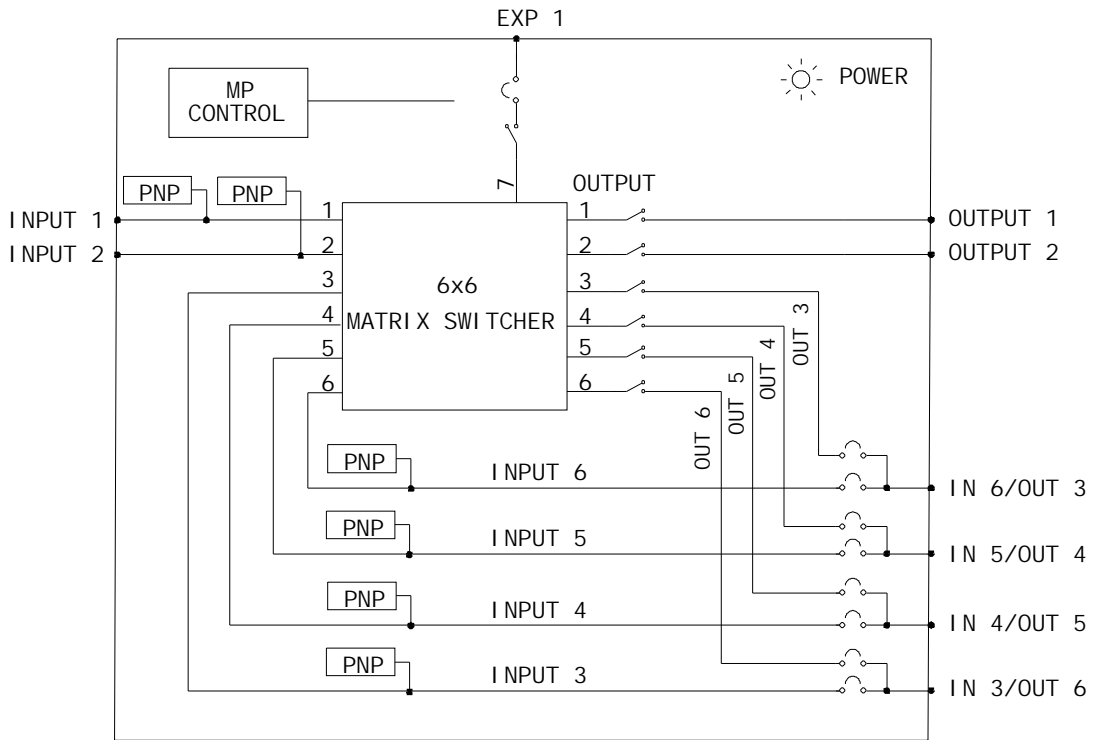 EXP 1
MP
CONTROL
POWER
PNP
PNP
7
OUTPUT
INPUT 1
1
1
OUTPUT 1
INPUT 2
2
2
OUTPUT 2
3
6x6
3
4
MATRIX SWITCHER
4
5
5
6
6
OUT 3
OUT 4
OUT 5
OUT 6
PNP
INPUT 6
IN 6/OUT 3
PNP
INPUT 5
IN 5/OUT 4
PNP
INPUT 4
IN 4/OUT 5
PNP
INPUT 3
IN 3/OUT 6